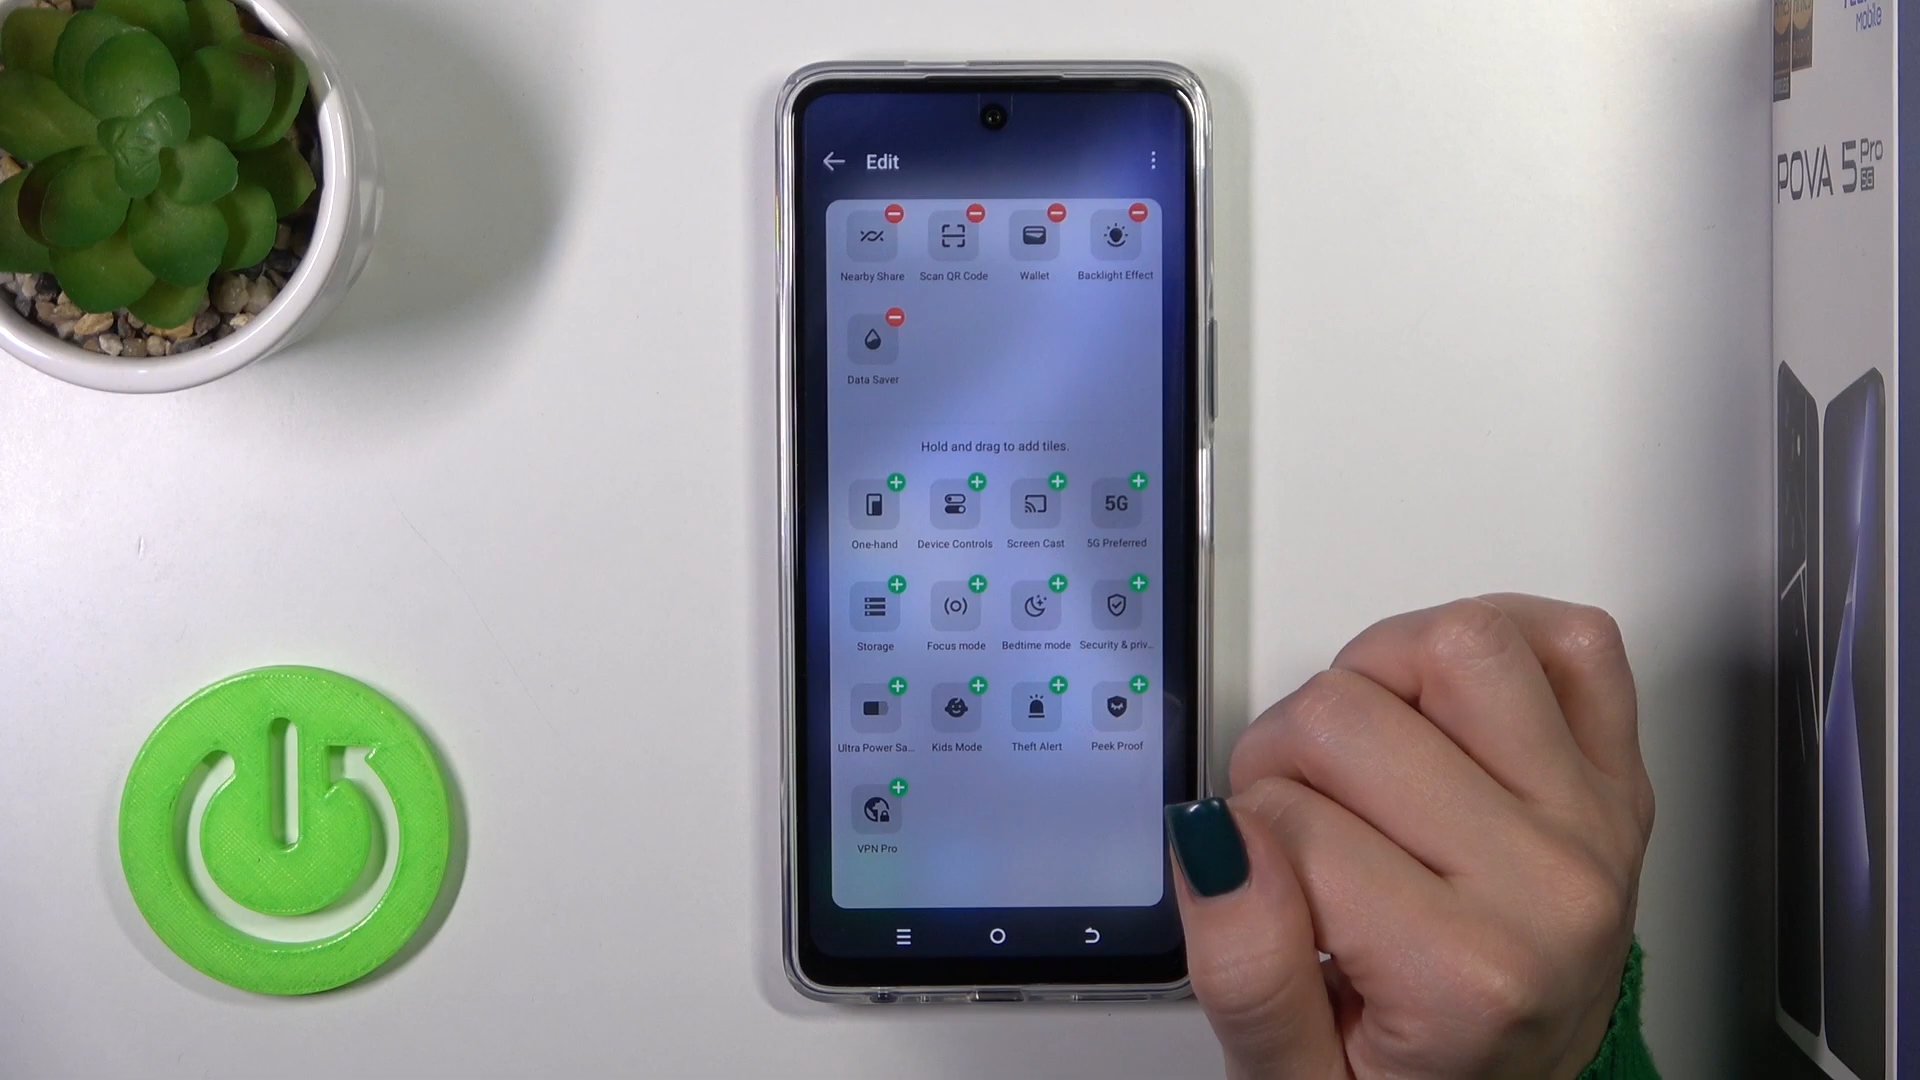 Edit
Nearby Share
Scan QR Code
Wallet
Backlight Effect
Data Saver
Hold and drag to add tiles.
5G
One-hand
Device Controls
Screen Cast
5G Preferred
Storage
Focus mode
Bedtime mode
Security & priv...
Ultra Power Sa...
Kids Mode
Theft Alert
Peek Proof
VPN Pro
Mobile
POVA 5 Pro
5G